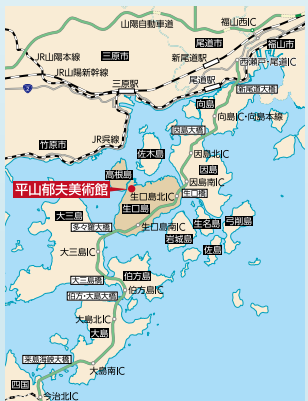 山陽自動車道
福山西IC
尾道市
福山市
JR山陽本線
三原市
新尾道駅
JR山陽新幹線
西瀬戸・尾道IC
三原駅
尾道駅
2
新尾道大橋
向島
向島IC・向島本線
JR呉線
因島大橋
竹原市
佐木島
因島北IC
高根島
因島
因島南IC
平山郁夫美術館
生口島北IC
生口橋
生口島
大三島
生名島
弓削島
多々羅大橋
生口島南IC
岩城島
佐島
大三島IC
伯方島
大三島橋
伯方島IC
伯方・大島大橋
大島北IC
大島
来島海峡大橋
大島南IC
四国
今治北IC